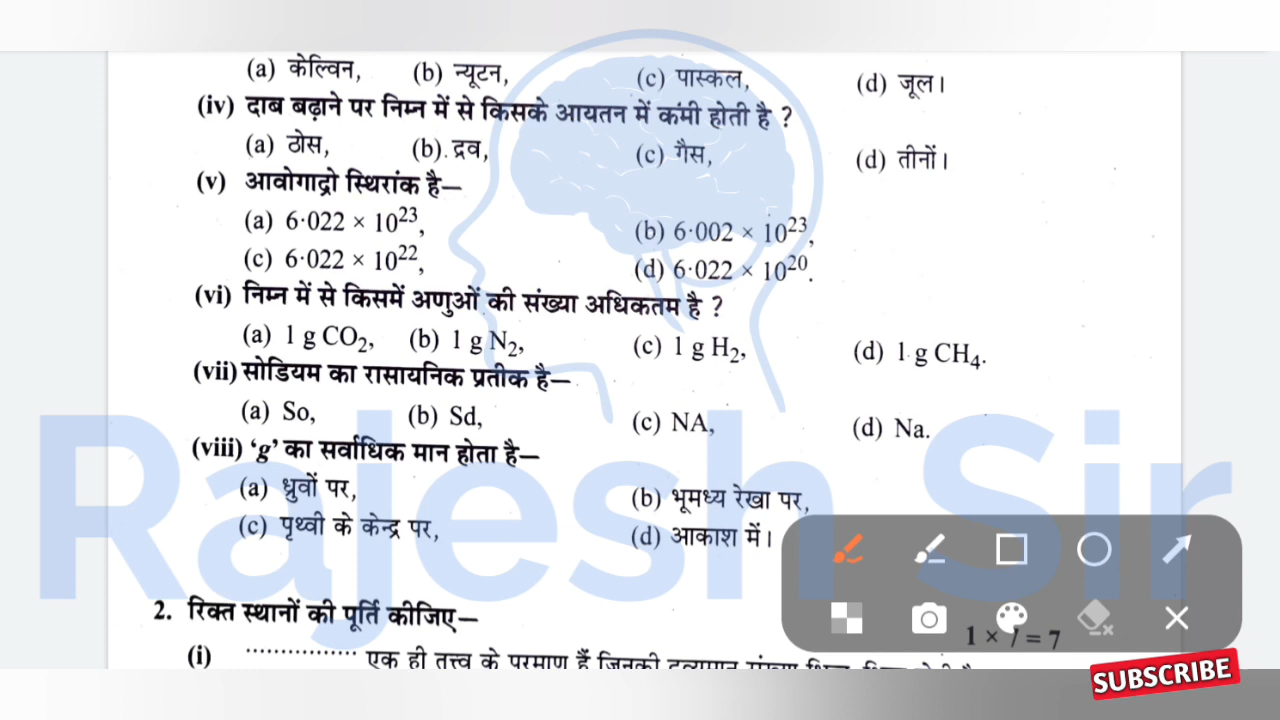 (a) केल्विन, (b) न्यूटन, (c) पास्कल, (d) जूल।
(iv) दाब बढ़ाने पर निम्न में से किसके आयतन में कमी होती है ?
(a) ठोस, (b) द्रव, (c) गैस, (d) तीनों।
(v) आवोगाद्रो स्थिरांक है—
(a) 6·022 × 10²³, (b) 6·002 × 10²³,
(c) 6·022 × 10²², (d) 6·022 × 10²⁰.
(vi) निम्न में से किसमें अणुओं की संख्या अधिकतम है ?
(a) 1 g CO₂, (b) 1 g N₂, (c) 1 g H₂, (d) 1 g CH₄.
(vii) सोडियम का रासायनिक प्रतीक है—
(a) So, (b) Sd, (c) NA, (d) Na.
(viii) ‘g’ का सर्वाधिक मान होता है—
(a) ध्रुवों पर, (b) भूमध्य रेखा पर,
(c) पृथ्वी के केन्द्र पर, (d) आकाश में।
Rajesh Sir
2. रिक्त स्थानों की पूर्ति कीजिए—
1 × 7 = 7
(i) ................ एक ही तत्त्व के परमाणु हैं जिनकी द्रव्यमान संख्या
SUBSCRIBE